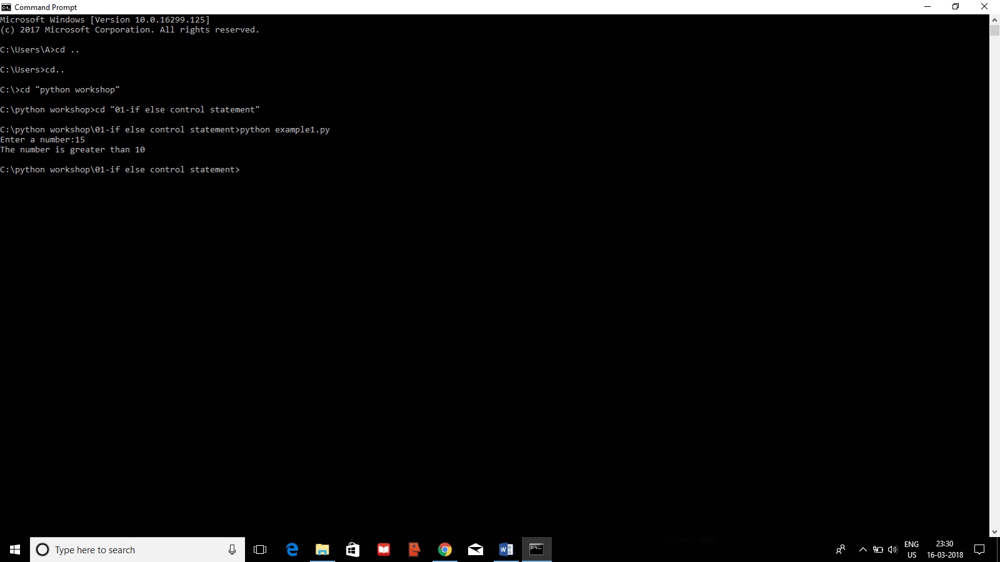 Command Prompt
Microsoft Windows [Version 10.0.16299.125]
(c) 2017 Microsoft Corporation. All rights reserved.
C:\Users\A>cd ..
C:\Users>cd..
C:\>cd "python workshop"
C:\python workshop>cd "01-if else control statement"
C:\python workshop\01-if else control statement>python example1.py
Enter a number:15
The number is greater than 10
C:\python workshop\01-if else control statement>
Type here to search
ENG
US
23:30
16-03-2018